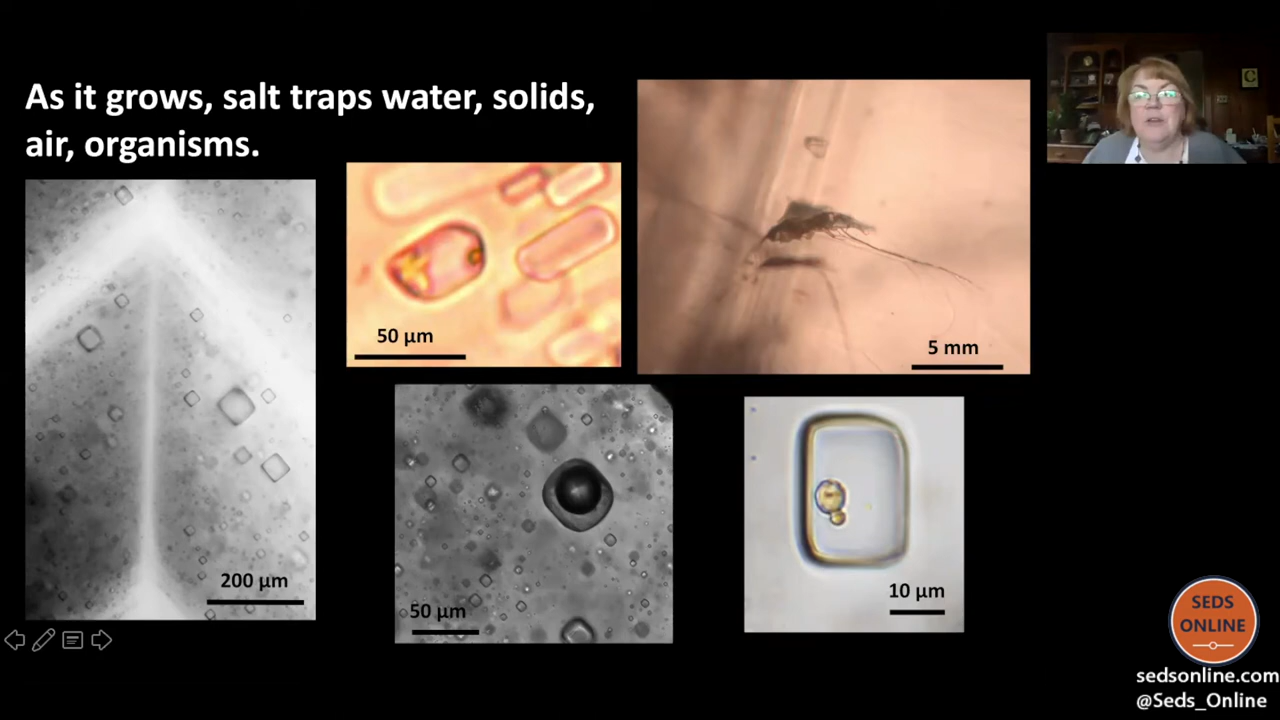 As it grows, salt traps water, solids,
air, organisms.
200 µm
50 µm
5 mm
50 µm
10 µm
SEDS
ONLINE
sedsonline.com
@Seds_Online